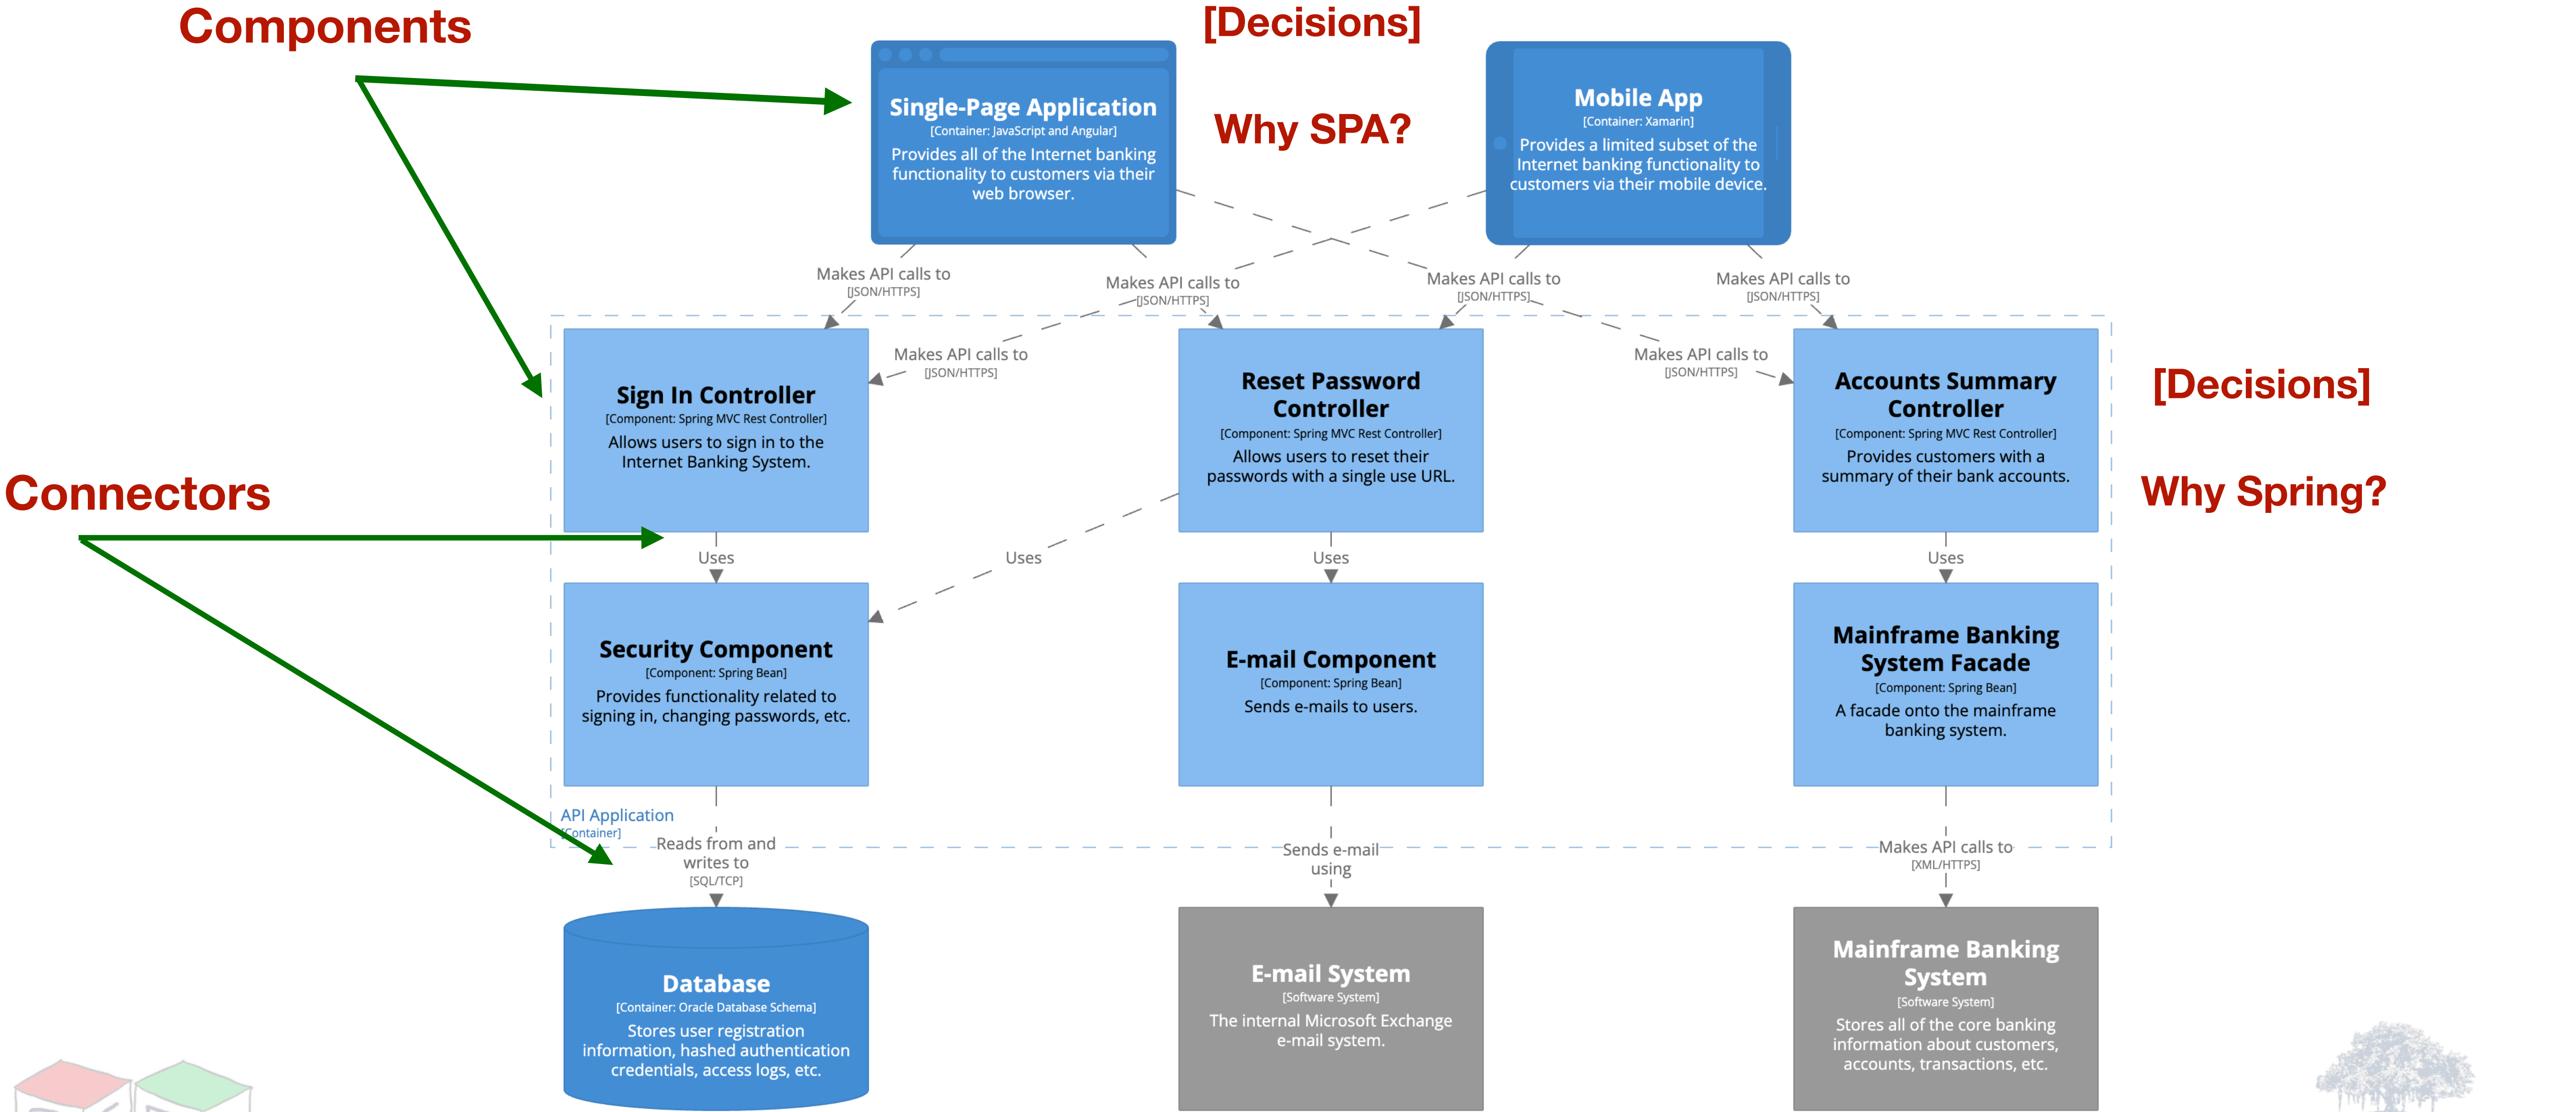 Components
[Decisions]
Single-Page Application
[Container: JavaScript and Angular]
Provides all of the Internet banking
functionality to customers via their
web browser.
Why SPA?
Mobile App
[Container: Xamarin]
Provides a limited subset of the
Internet banking functionality to
customers via their mobile device.
Makes API calls to
[JSON/HTTPS]
Makes API calls to
[JSON/HTTPS]
Makes API calls to
[JSON/HTTPS]
Makes API calls to
[JSON/HTTPS]
Makes API calls to
[JSON/HTTPS]
Makes API calls to
[JSON/HTTPS]
Sign In Controller
[Component: Spring MVC Rest Controller]
Allows users to sign in to the
Internet Banking System.
Reset Password
Controller
[Component: Spring MVC Rest Controller]
Allows users to reset their
passwords with a single use URL.
Accounts Summary
Controller
[Component: Spring MVC Rest Controller]
Provides customers with a
summary of their bank accounts.
[Decisions]
Why Spring?
Connectors
Uses
Uses
Uses
Uses
Security Component
[Component: Spring Bean]
Provides functionality related to
signing in, changing passwords, etc.
E-mail Component
[Component: Spring Bean]
Sends e-mails to users.
Mainframe Banking
System Facade
[Component: Spring Bean]
A facade onto the mainframe
banking system.
API Application
[Container]
Reads from and
writes to
[SQL/TCP]
Sends e-mail
using
Makes API calls to
[XML/HTTPS]
Database
[Container: Oracle Database Schema]
Stores user registration
information, hashed authentication
credentials, access logs, etc.
E-mail System
[Software System]
The internal Microsoft Exchange
e-mail system.
Mainframe Banking
System
[Software System]
Stores all of the core banking
information about customers,
accounts, transactions, etc.